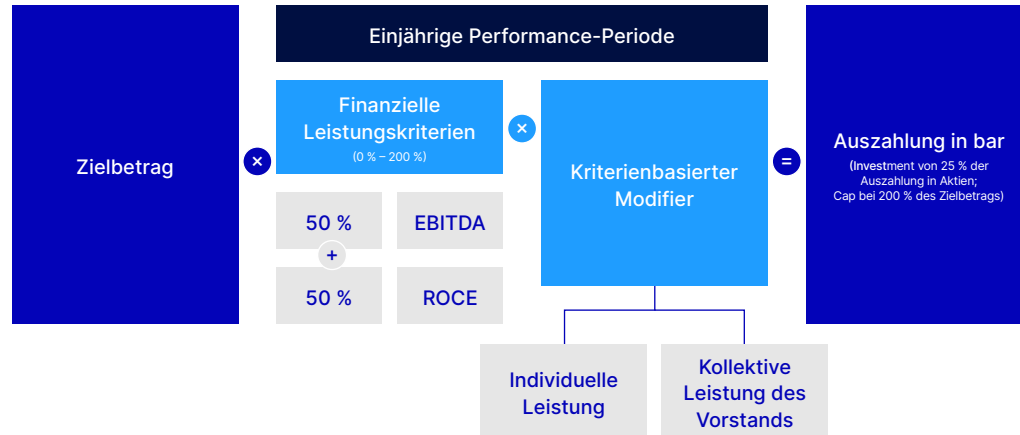 Einjährige Performance-Periode
Zielbetrag
×
Finanzielle
Leistungskriterien
(0 % – 200 %)
50 %
EBITDA
+
50 %
ROCE
×
Kriterienbasierter
Modifier
Individuelle
Leistung
Kollektive
Leistung des
Vorstands
=
Auszahlung in bar
(Investment von 25 % der
Auszahlung in Aktien;
Cap bei 200 % des Zielbetrags)